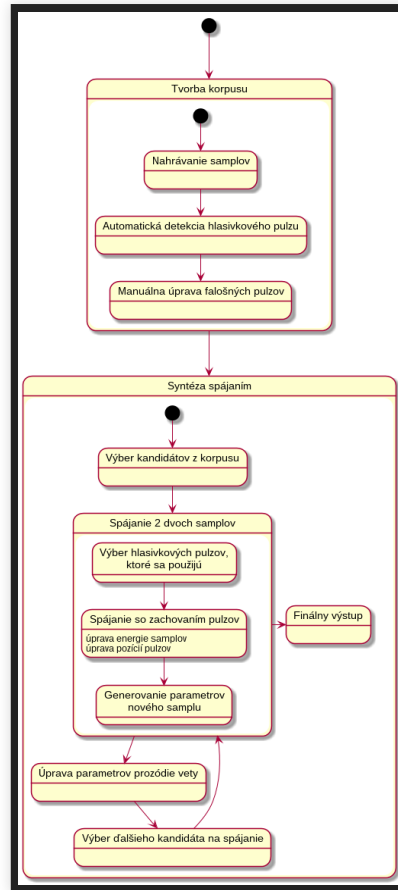 Tvorba korpusu
Nahrávanie samplov
Automatická detekcia hlasivkového pulzu
Manuálna úprava falošných pulzov
Syntéza spájaním
Výber kandidátov z korpusu
Spájanie 2 dvoch samplov
Výber hlasivkových pulzov,
ktoré sa použijú
Spájanie so zachovaním pulzov
úprava energie samplov
úprava pozícií pulzov
Finálny výstup
Generovanie parametrov
nového samplu
Úprava parametrov prozódie vety
Výber ďalšieho kandidáta na spájanie